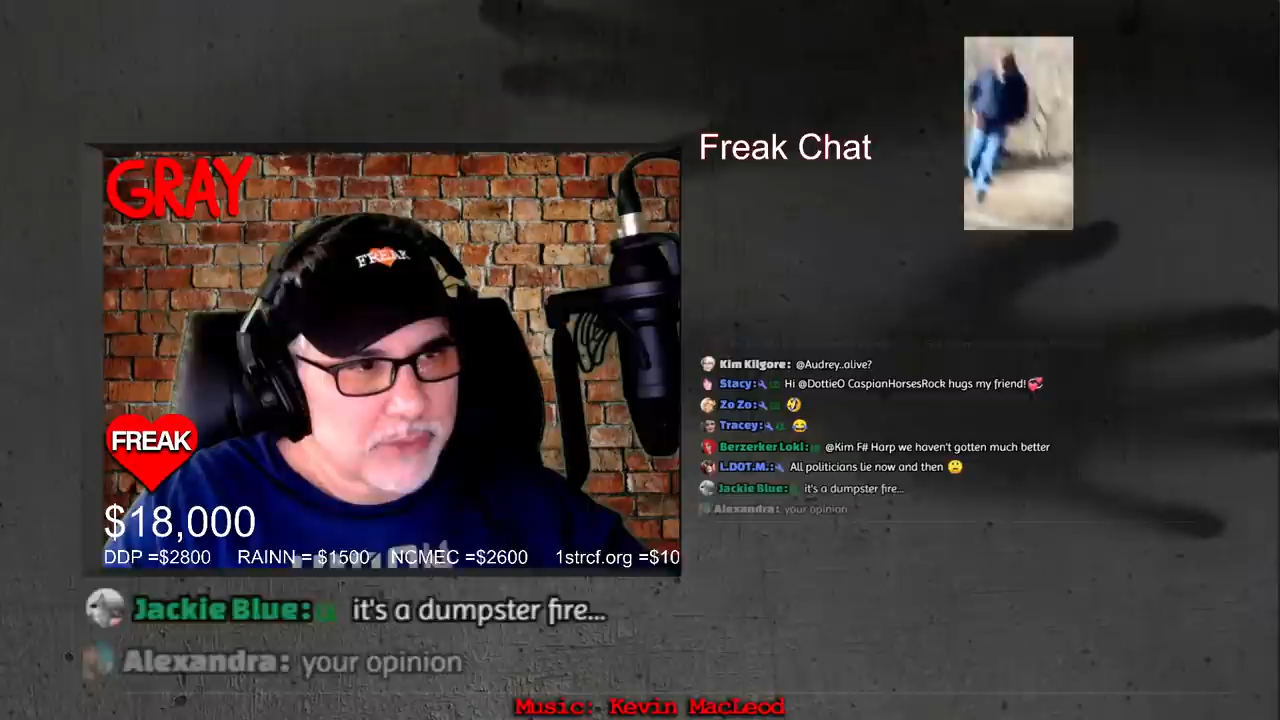 GRAY
FREAK
FREAK
$18,000
DDP =$2800 RAINN = $1500 NCMEC =$2600 1strcf.org =$10
Freak Chat
Kim Kilgore: @Audrey..alive?
Stacy: Hi @DottieO CaspianHorsesRock hugs my friend! 💞
Zo Zo: 🤣
Tracey: 😂
Berzerker Loki: @Kim F# Harp we haven't gotten much better
L.DOT.M.: All politicians lie now and then 🙁
Jackie Blue: it's a dumpster fire...
Alexandra: your opinion
Jackie Blue: it's a dumpster fire...
Alexandra: your opinion
Music: Kevin MacLeod